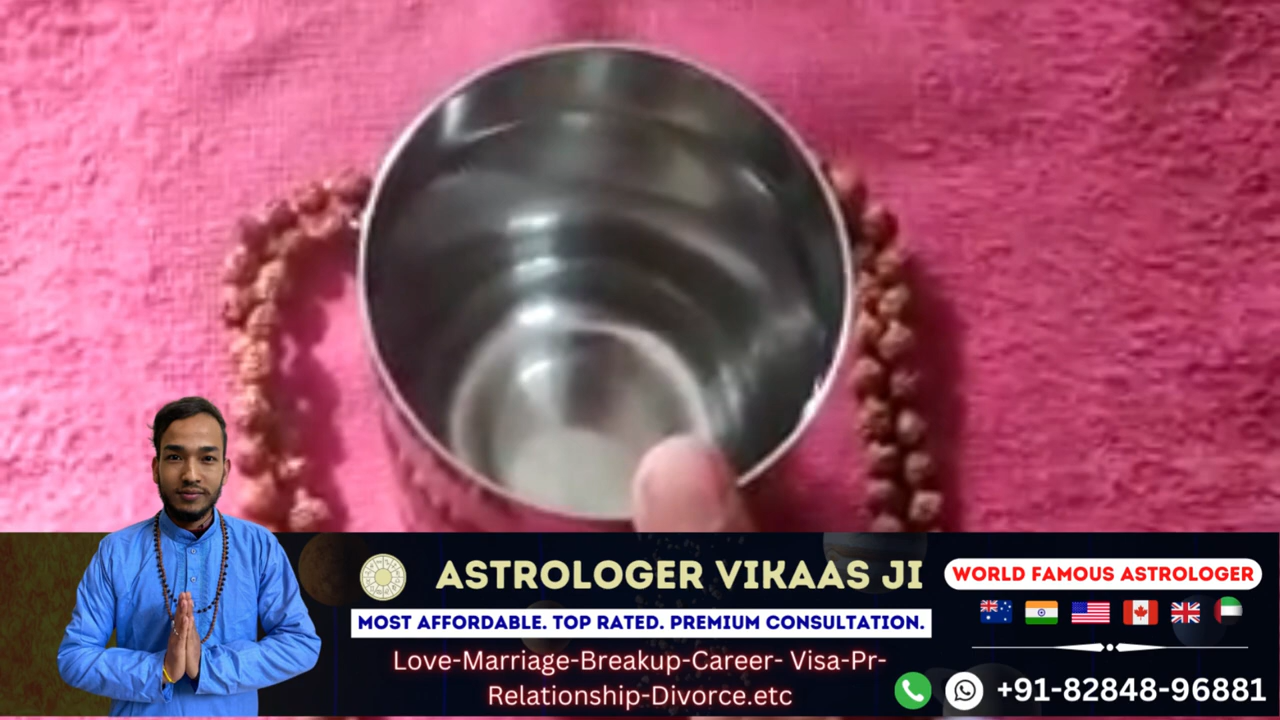 ASTROLOGER VIKAAS JI
MOST AFFORDABLE. TOP RATED. PREMIUM CONSULTATION.
Love-Marriage-Breakup-Career- Visa-Pr-
Relationship-Divorce.etc
WORLD FAMOUS ASTROLOGER
+91-82848-96881